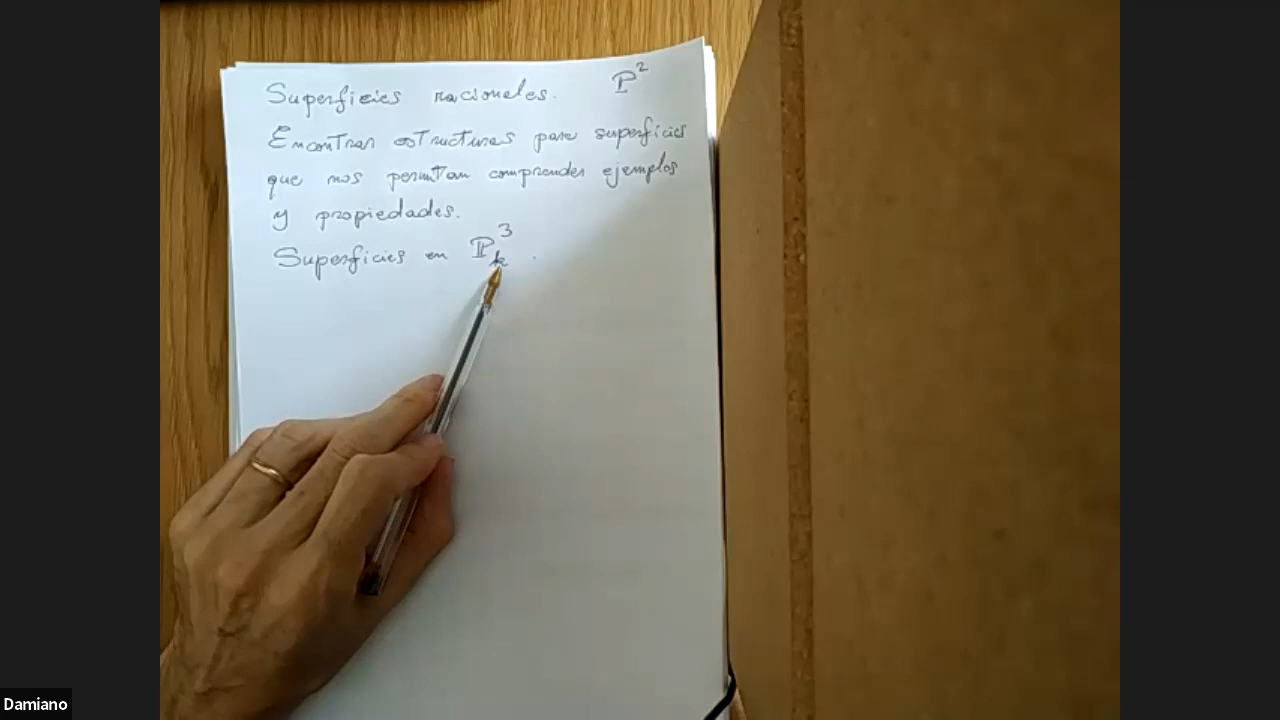 Superficies racionales. ℙ²
Encontrar estructuras para superficies
que nos permitan comprender ejemplos
y propiedades.
Superficies en ℙ³ₖ.
Damiano